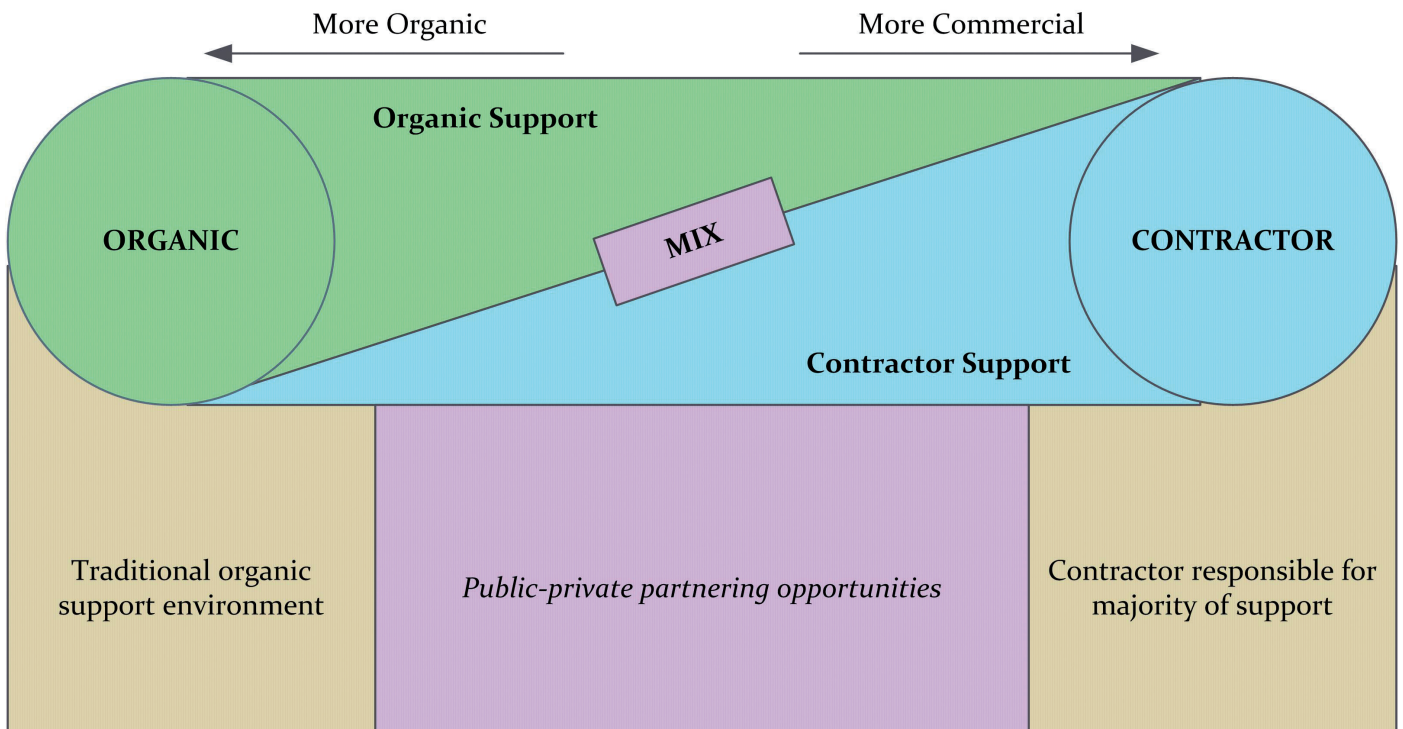 More Organic
More Commercial
Organic Support
ORGANIC
MIX
CONTRACTOR
Contractor Support
Traditional organic
support environment
Public-private partnering opportunities
Contractor responsible for
majority of support